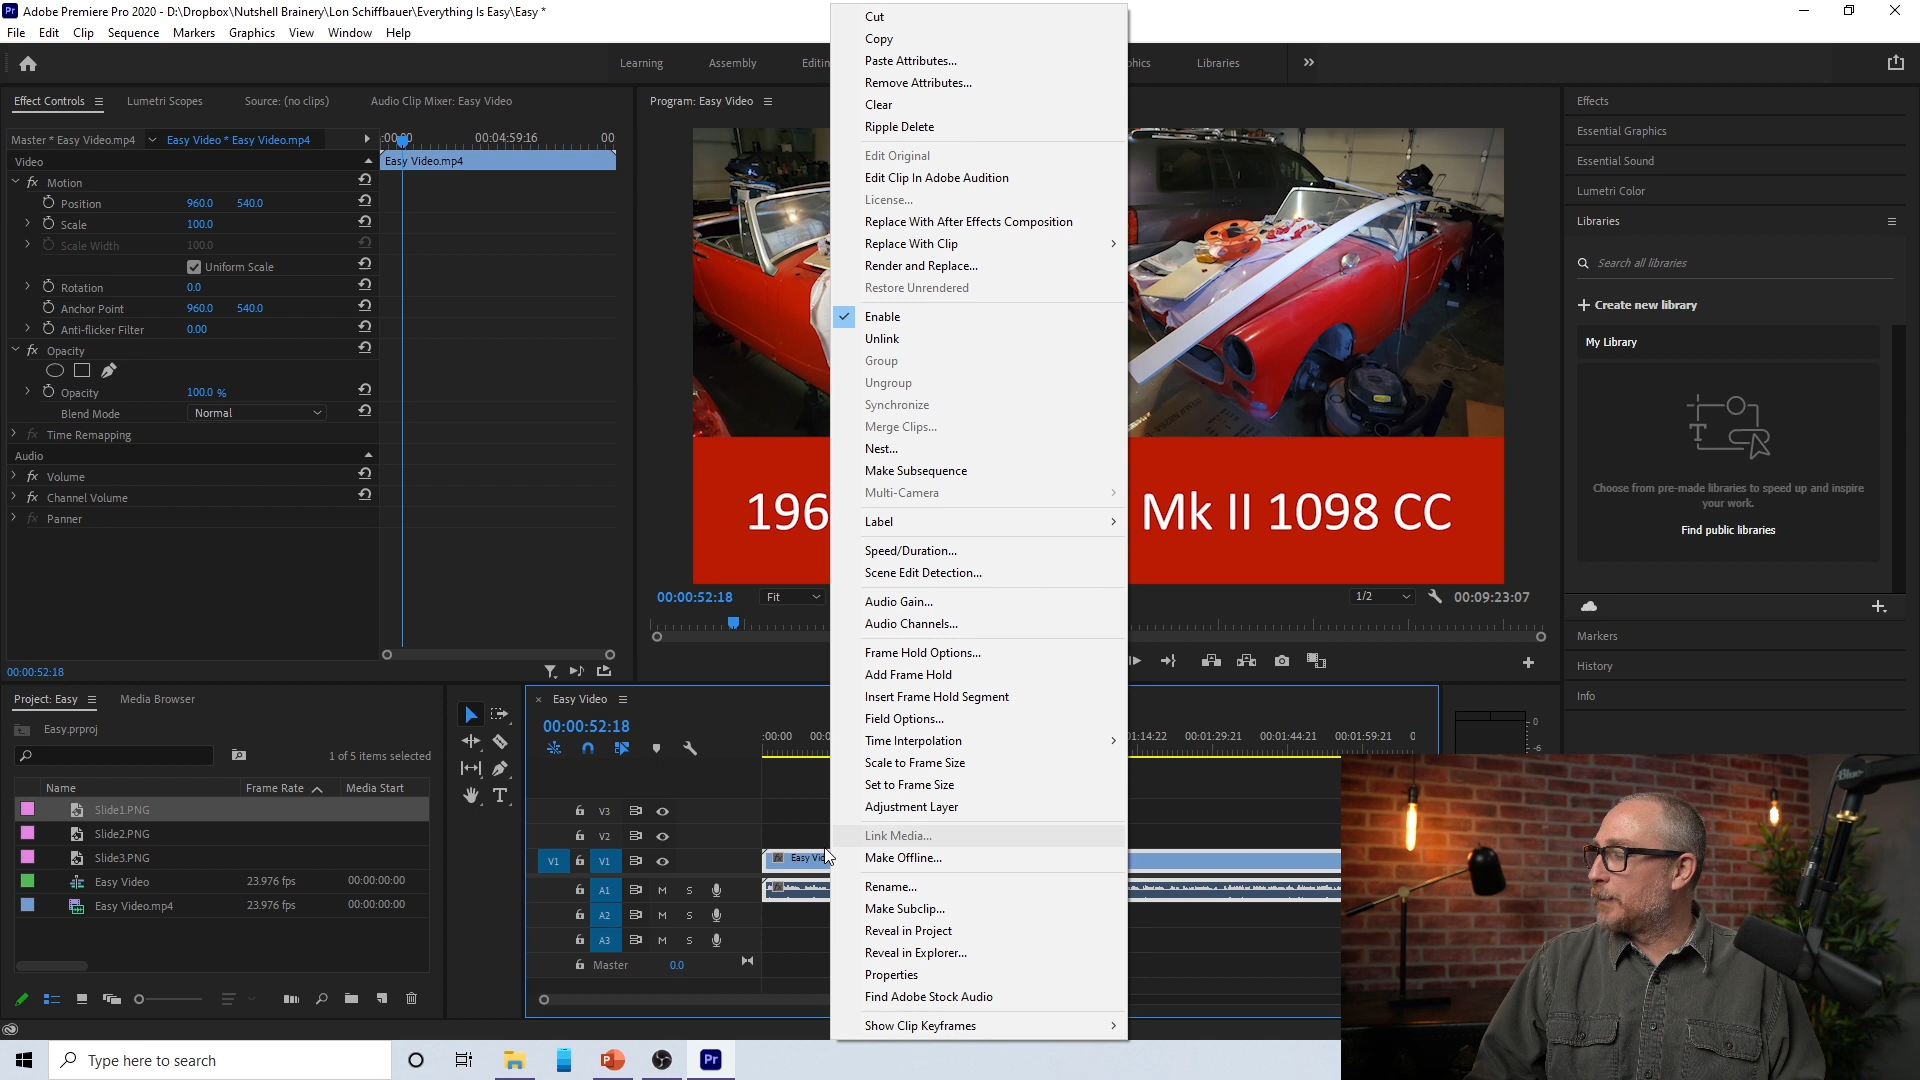 Adobe Premiere Pro 2020 - D:\Dropbox\Nutshell Brainery\Lon Schiffbauer\Everything Is Easy\Easy *
File Edit Clip Sequence Markers Graphics View Window Help
Learning Assembly Libraries
Effect Controls Lumetri Scopes Source: (no clips) Audio Clip Mixer: Easy Video
Master * Easy Video.mp4 Easy Video * Easy Video.mp4
:00:00 00:04:59:16 00
Easy Video.mp4
Video
fx Motion
Position 960.0 540.0
Scale 100.0
Scale Width 100.0
Uniform Scale
Rotation 0.0
Anchor Point 960.0 540.0
Anti-flicker Filter 0.00
fx Opacity
Opacity 100.0 %
Blend Mode Normal
fx Time Remapping
Audio
fx Volume
fx Channel Volume
fx Panner
00:00:52:18
Program: Easy Video
196
Mk II 1098 CC
00:00:52:18 Fit 1/2 00:09:23:07
Cut
Copy
Paste Attributes...
Remove Attributes...
Clear
Ripple Delete
Edit Original
Edit Clip In Adobe Audition
License...
Replace With After Effects Composition
Replace With Clip
Render and Replace...
Restore Unrendered
Enable
Unlink
Group
Ungroup
Synchronize
Merge Clips...
Nest...
Make Subsequence
Multi-Camera
Label
Speed/Duration...
Scene Edit Detection...
Audio Gain...
Audio Channels...
Frame Hold Options...
Add Frame Hold
Insert Frame Hold Segment
Field Options...
Time Interpolation
Scale to Frame Size
Set to Frame Size
Adjustment Layer
Link Media...
Make Offline...
Rename...
Make Subclip...
Reveal in Project
Reveal in Explorer...
Properties
Find Adobe Stock Audio
Show Clip Keyframes
Effects
Essential Graphics
Essential Sound
Lumetri Color
Libraries
Search all libraries
Create new library
My Library
Choose from pre-made libraries to speed up and inspire
your work.
Find public libraries
Markers
History
Info
Project: Easy Media Browser
Easy.prproj
1 of 5 items selected
Name Frame Rate Media Start
Slide1.PNG
Slide2.PNG
Slide3.PNG
Easy Video 23.976 fps 00:00:00:00
Easy Video.mp4 23.976 fps 00:00:00:00
Easy Video
00:00:52:18
:00:00 00:01:29:21 00:01:44:21 00:01:59:21 0
V3
V2
V1 V1
A1 M S
A2 M S
A3 M S
Master 0.0
0
-6
Blue
Type here to search
Pr